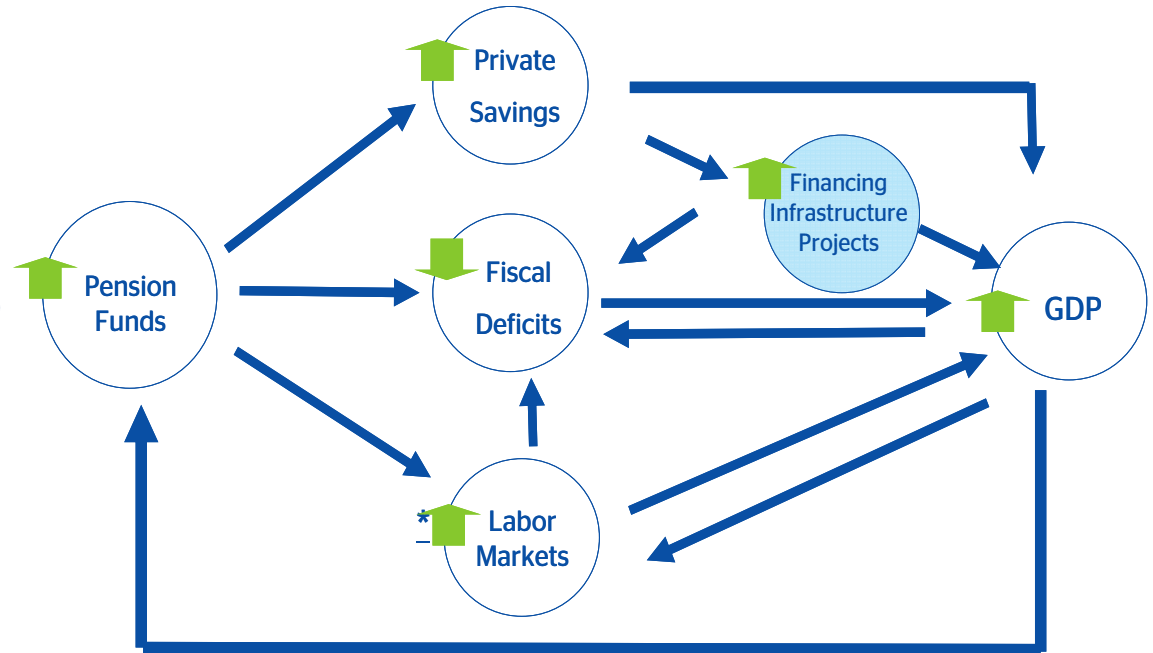 Private
Savings
Financing
Infrastructure
Projects
Pension
Funds
Fiscal
Deficits
GDP
*
Labor
Markets